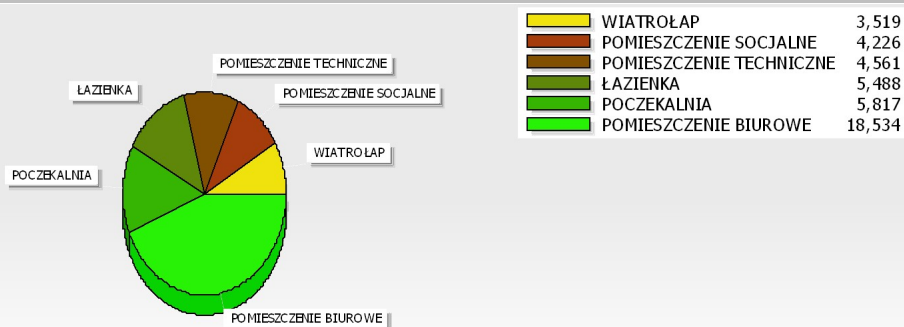 WIATROŁAP 3,519
POMIESZCZENIE SOCJALNE 4,226
POMIESZCZENIE TECHNICZNE 4,561
ŁAZIENKA 5,488
POCZEKALNIA 5,817
POMIESZCZENIE BIUROWE 18,534
POMIESZCZENIE TECHNICZNE
ŁAZIENKA
POMIESZCZENIE SOCJALNE
WIATROŁAP
POCZEKALNIA
POMIESZCZENIE BIUROWE